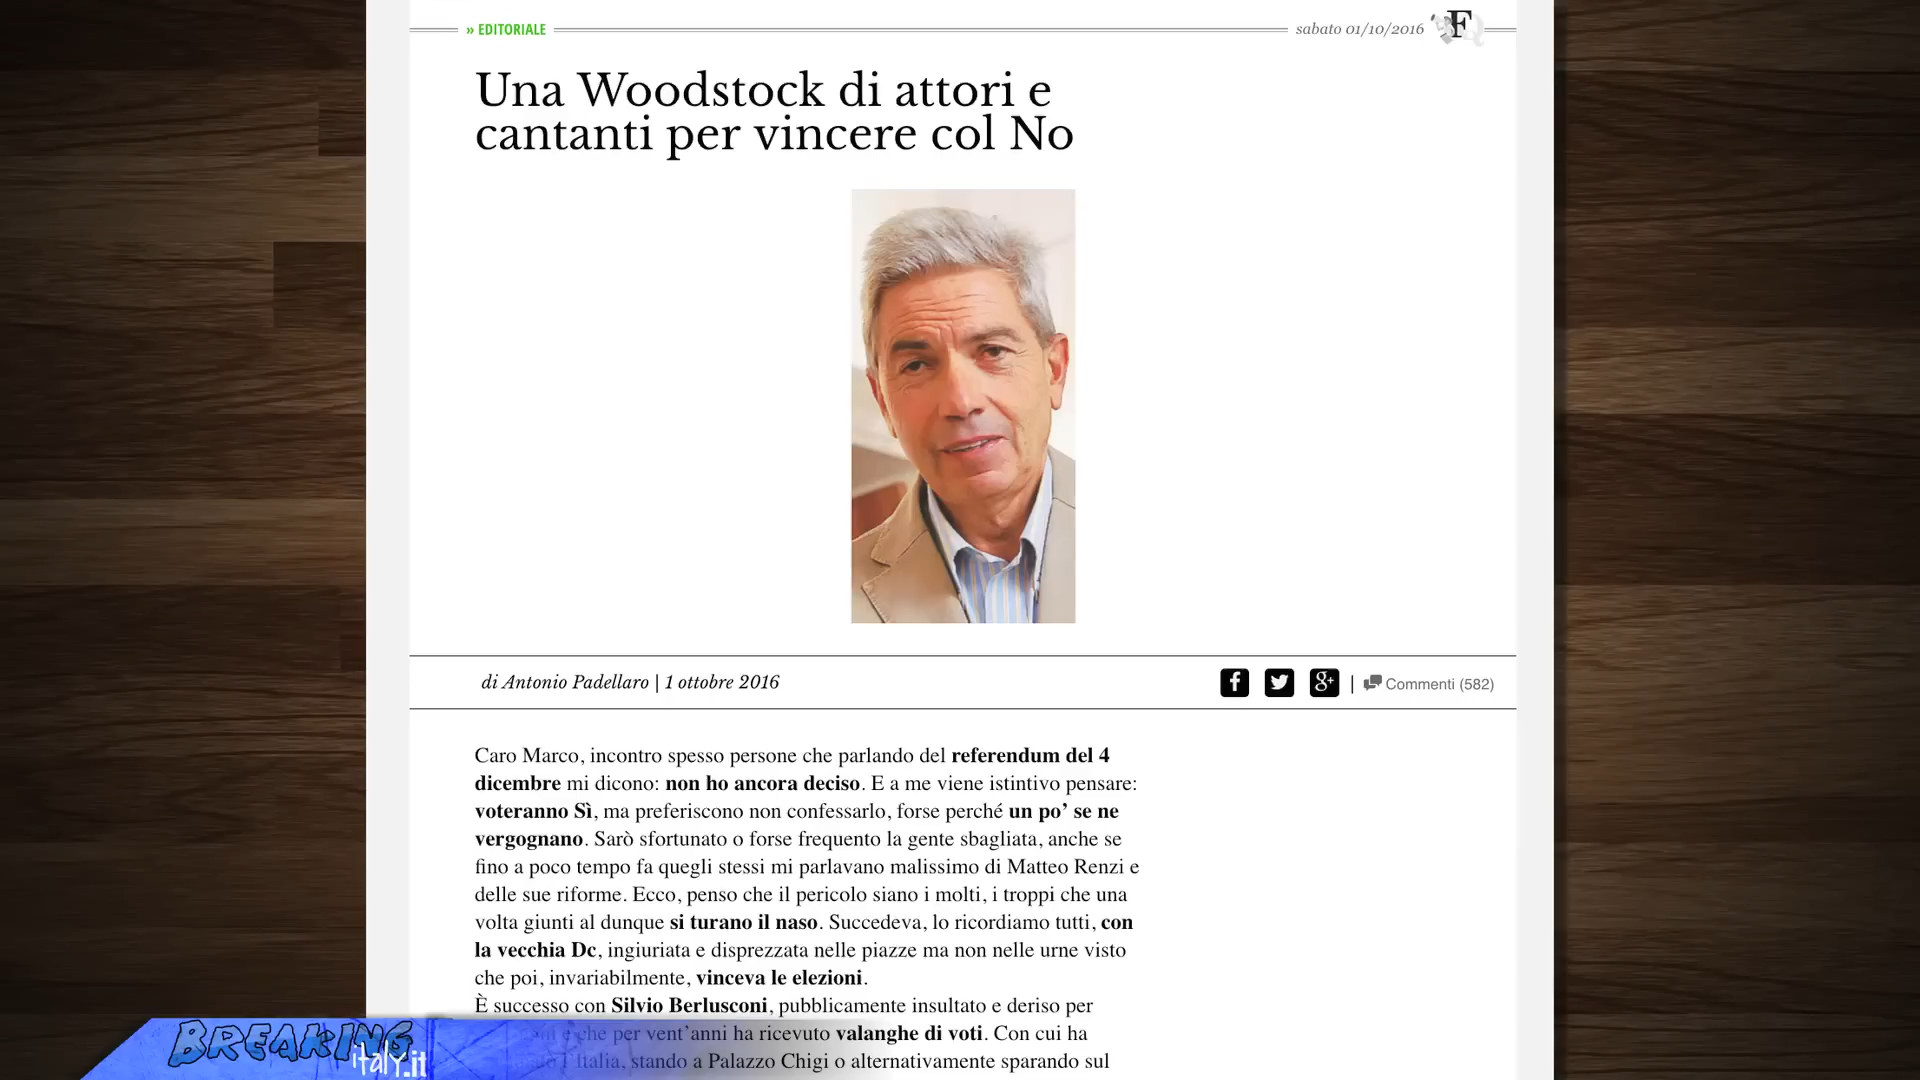 » EDITORIALE
sabato 01/10/2016
F
Una Woodstock di attori e
cantanti per vincere col No
di Antonio Padellaro | 1 ottobre 2016
| Commenti (582)
Caro Marco, incontro spesso persone che parlando del referendum del 4
dicembre mi dicono: non ho ancora deciso. E a me viene istintivo pensare:
voteranno Sì, ma preferiscono non confessarlo, forse perché un po’ se ne
vergognano. Sarò sfortunato o forse frequento la gente sbagliata, anche se
fino a poco tempo fa quegli stessi mi parlavano malissimo di Matteo Renzi e
delle sue riforme. Ecco, penso che il pericolo siano i molti, i troppi che una
volta giunti al dunque si turano il naso. Succedeva, lo ricordiamo tutti, con
la vecchia Dc, ingiuriata e disprezzata nelle piazze ma non nelle urne visto
che poi, invariabilmente, vinceva le elezioni.
È successo con Silvio Berlusconi, pubblicamente insultato e deriso per
e che per vent’anni ha ricevuto valanghe di voti. Con cui ha
l’Italia, stando a Palazzo Chigi o alternativamente sparando sul
BREAKING
italy.it